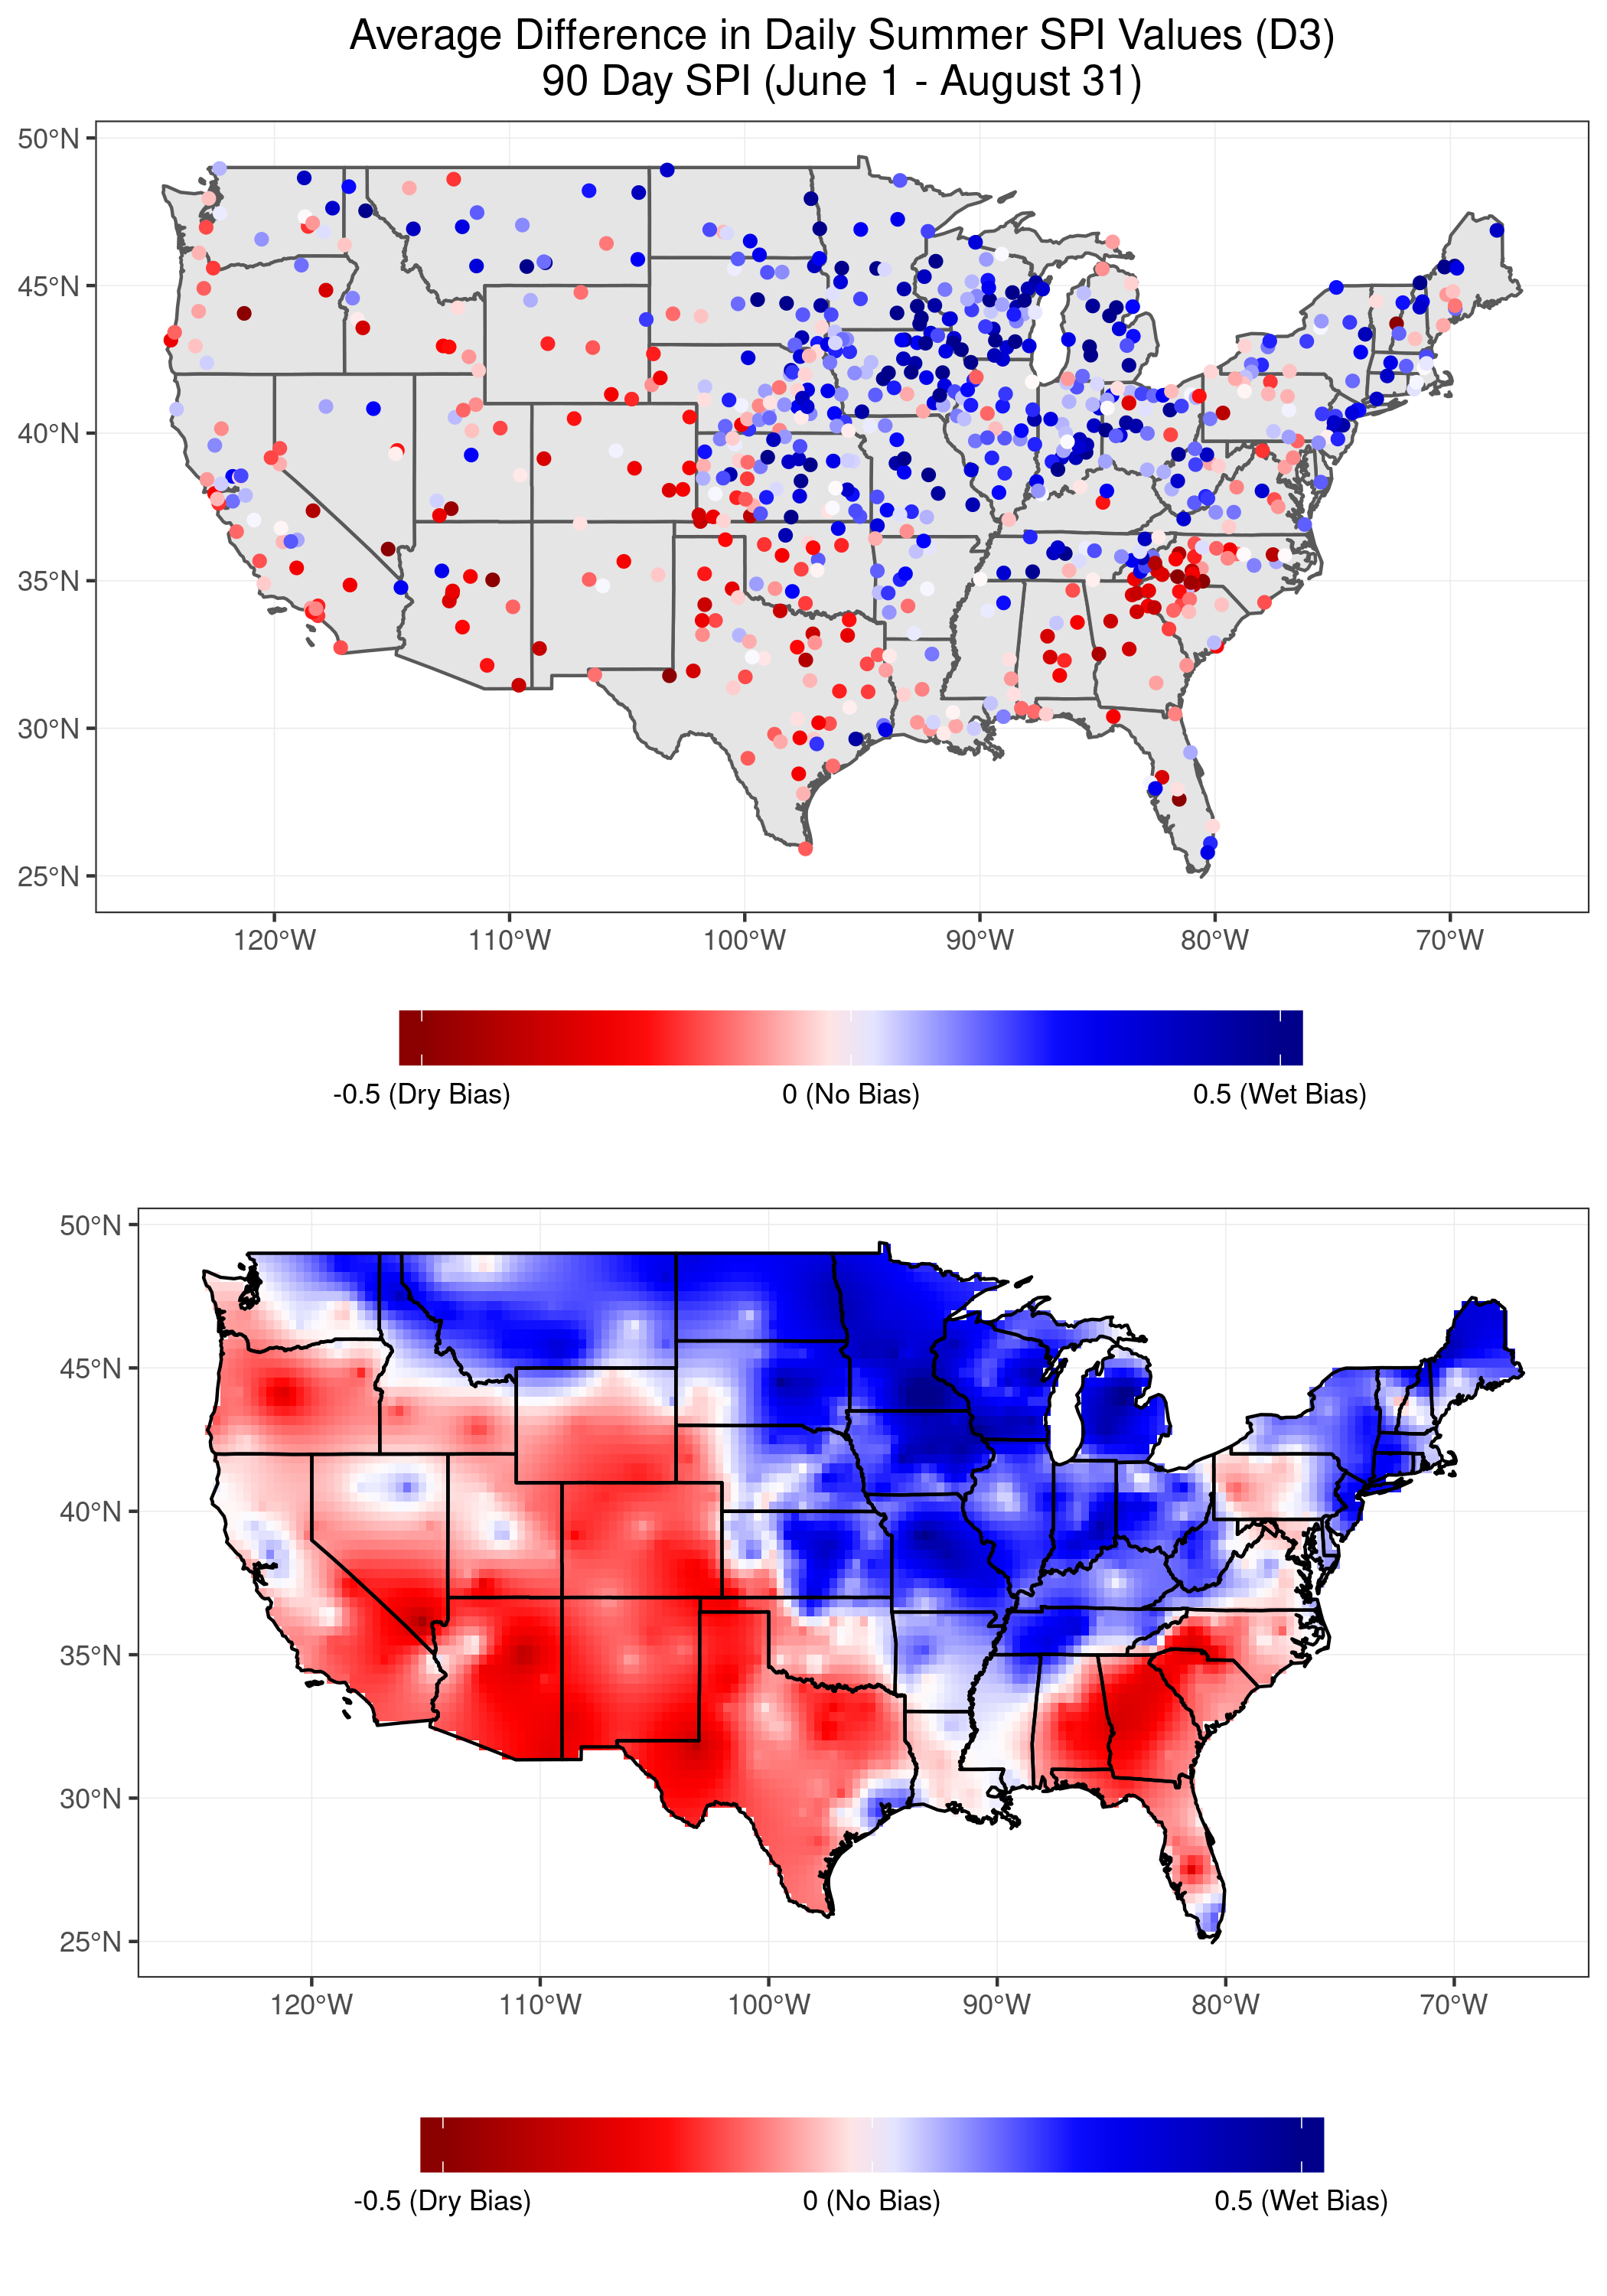 Average Difference in Daily Summer SPI Values (D3)
90 Day SPI (June 1 - August 31)
50°N
45°N
40°N
35°N
30°N
25°N
120°W 110°W 100°W 90°W 80°W 70°W
-0.5 (Dry Bias) 0 (No Bias) 0.5 (Wet Bias)
50°N
45°N
40°N
35°N
30°N
25°N
120°W 110°W 100°W 90°W 80°W 70°W
-0.5 (Dry Bias) 0 (No Bias) 0.5 (Wet Bias)